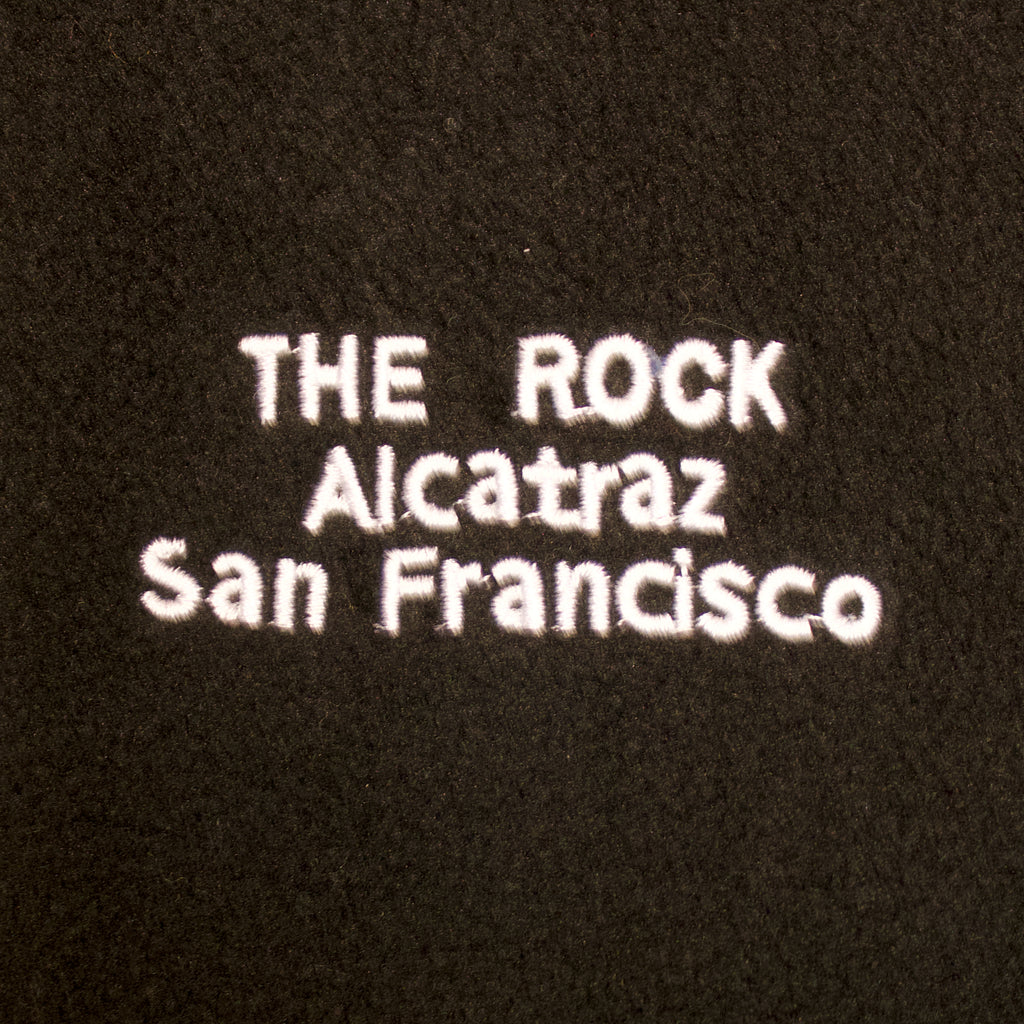 THE ROCK
Alcatraz
San Francisco